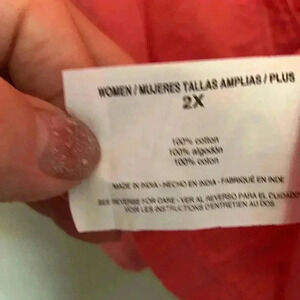 WOMEN / MUJERES TALLAS AMPLIAS / PLUS
2X
100% cotton
100% algodón
100% coton
MADE IN INDIA - HECHO EN INDIA - FABRIQUÉ EN INDE
SEE REVERSE FOR CARE - VER AL REVERSO PARA EL CUIDADO
VOIR LES INSTRUCTIONS D'ENTRETIEN AU DOS